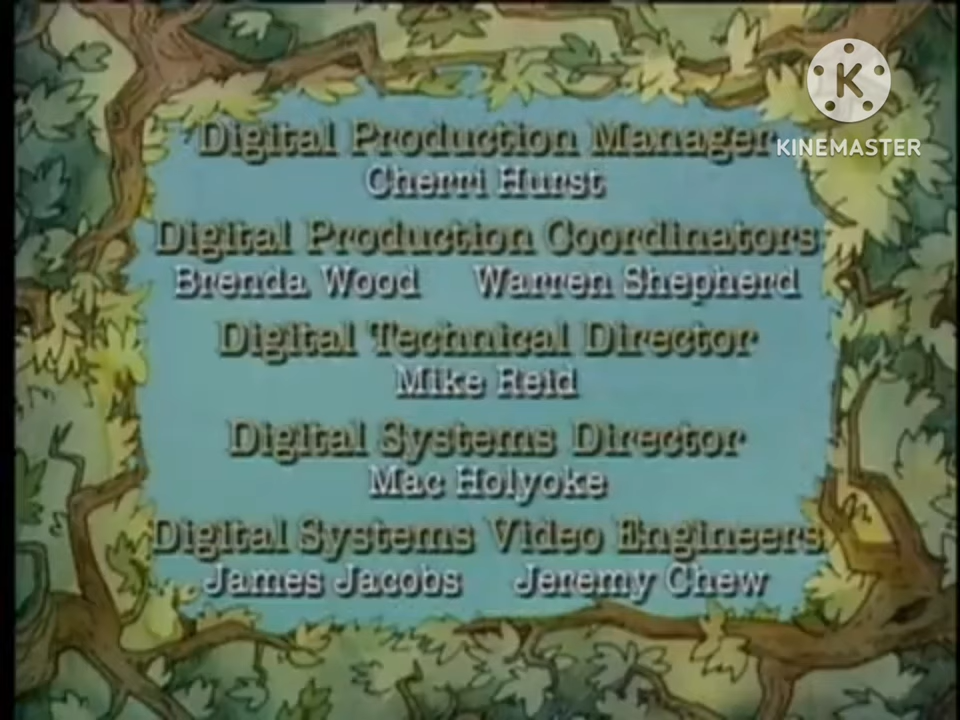 K
KINEMASTER
Digital Production Manager
Cherri Hurst
Digital Production Coordinators
Brenda Wood Warren Shepherd
Digital Technical Director
Mike Reid
Digital Systems Director
Mac Holyoke
Digital Systems Video Engineers
James Jacobs Jeremy Chew